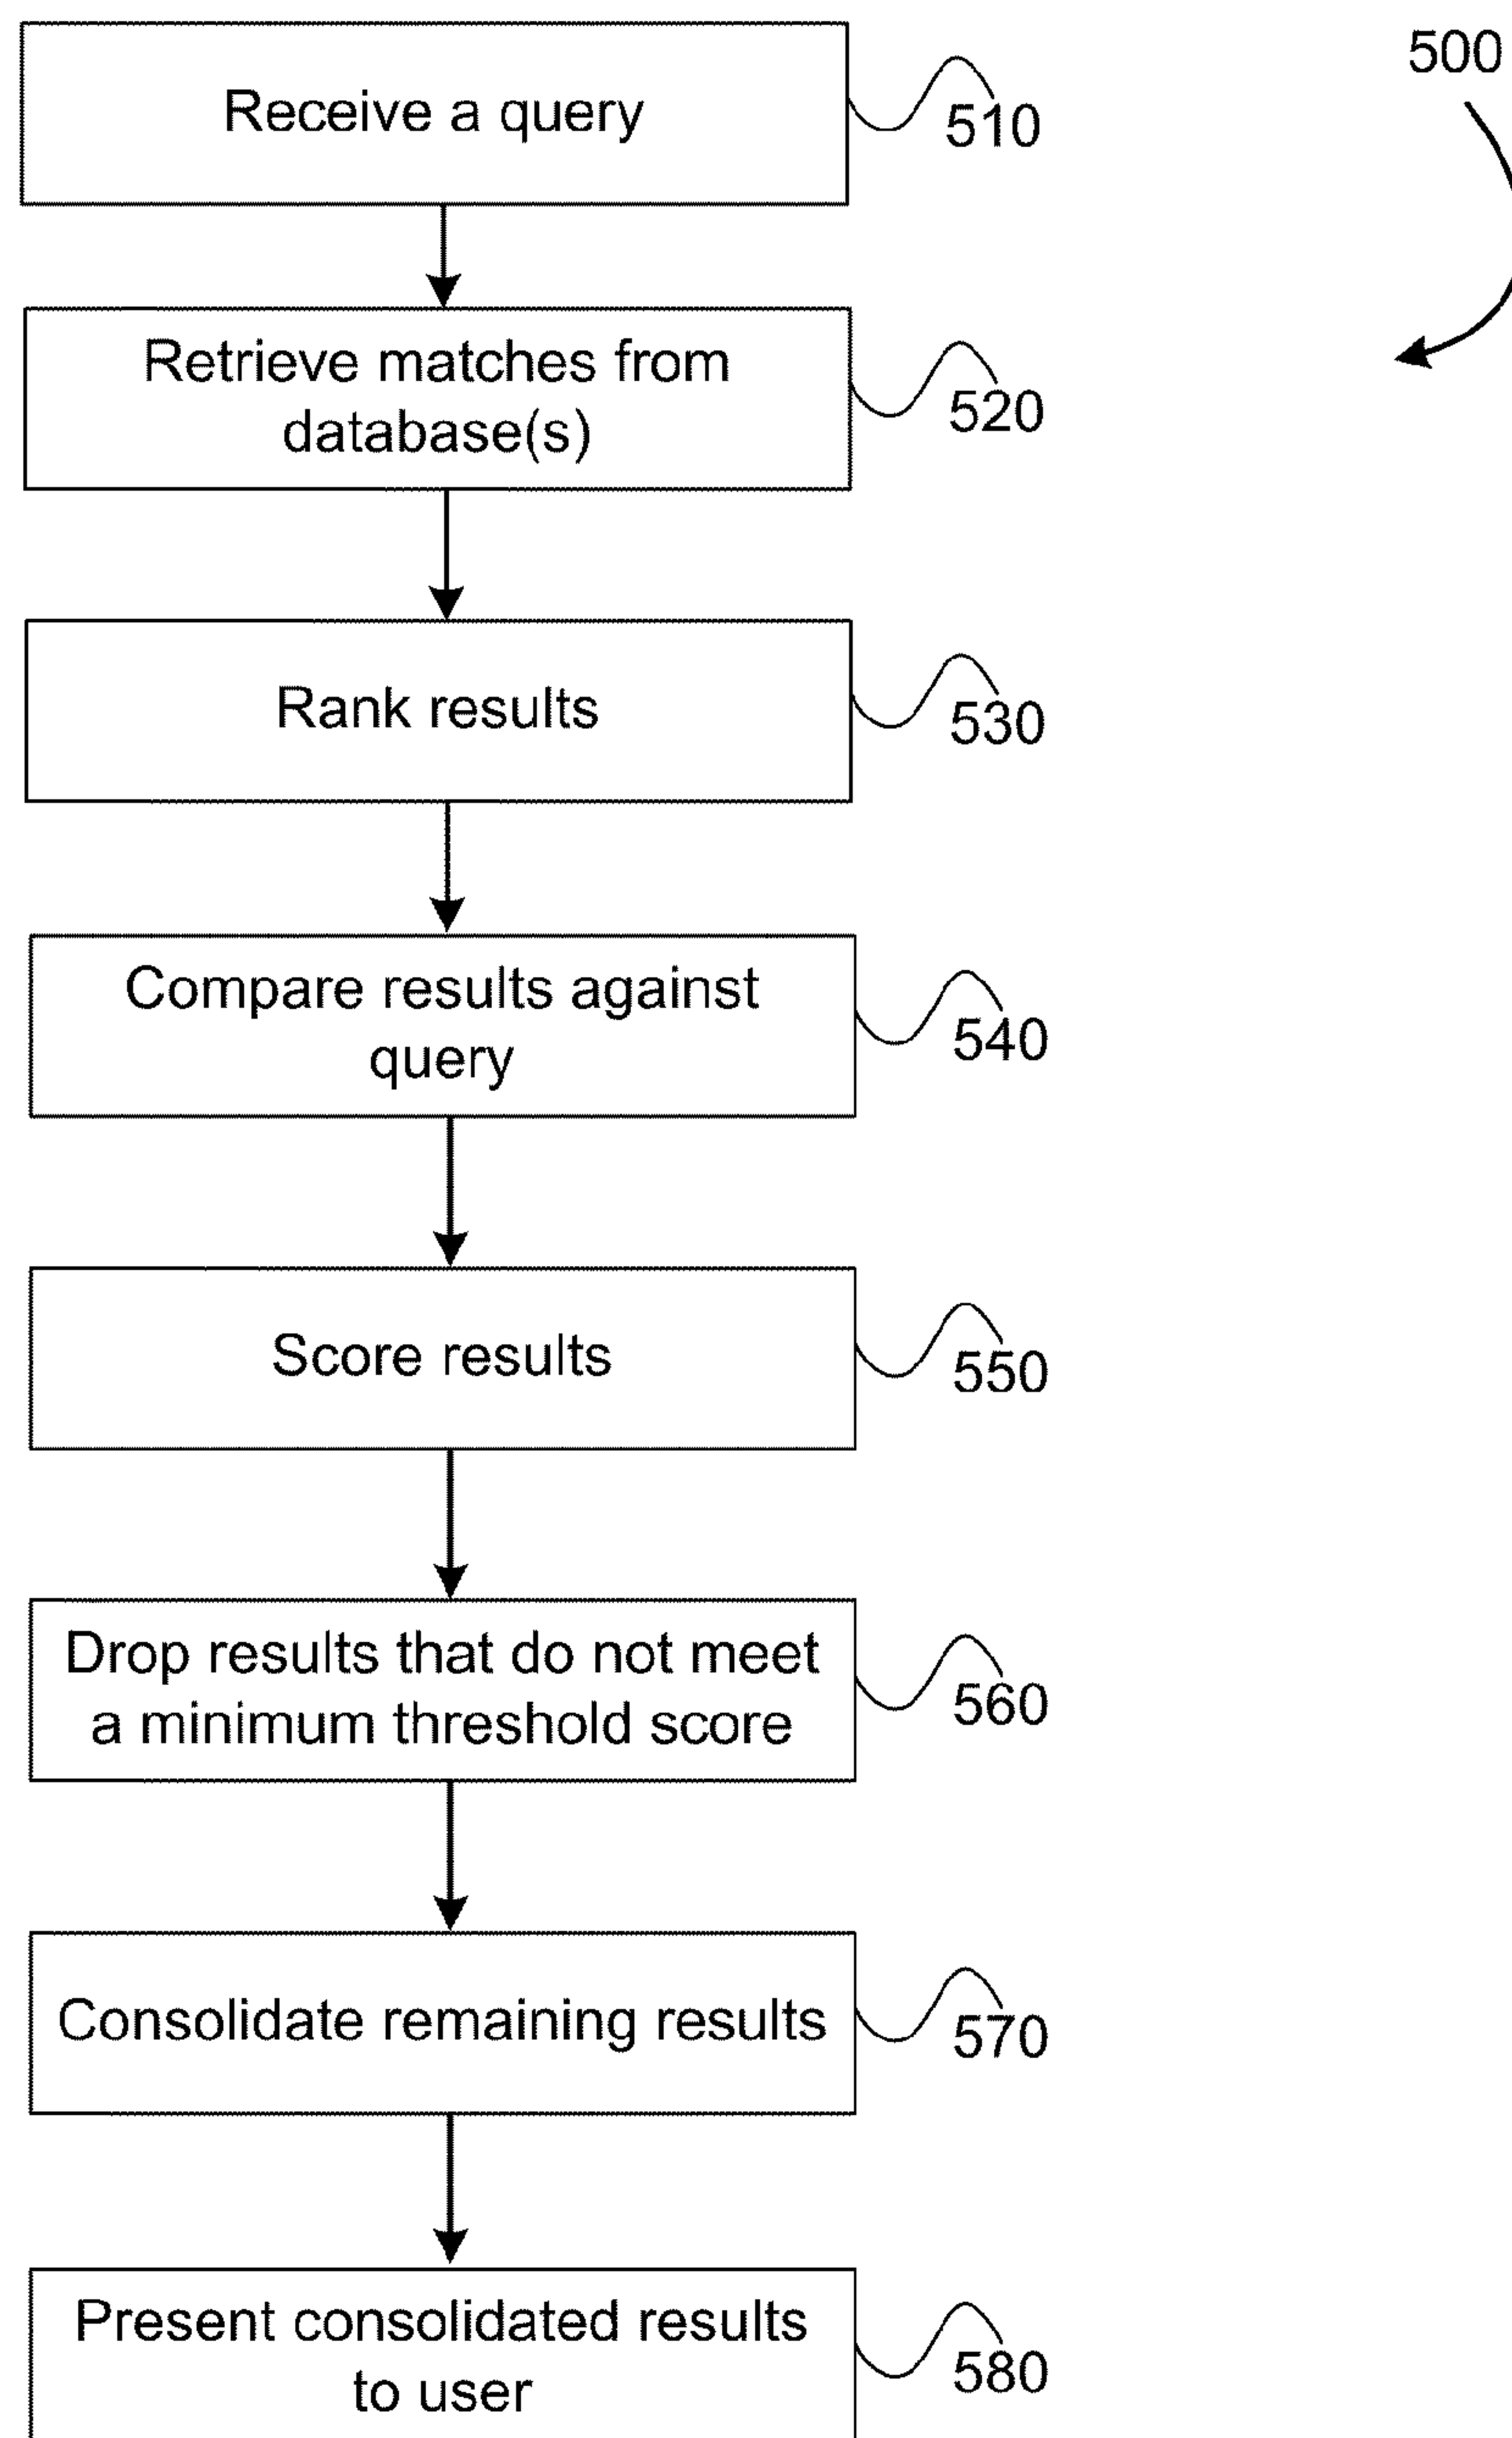 500
Receive a query
510
Retrieve matches from
database(s)
520
Rank results
530
Compare results against
query
540
Score results
550
Drop results that do not meet
a minimum threshold score
560
Consolidate remaining results
570
Present consolidated results
to user
580